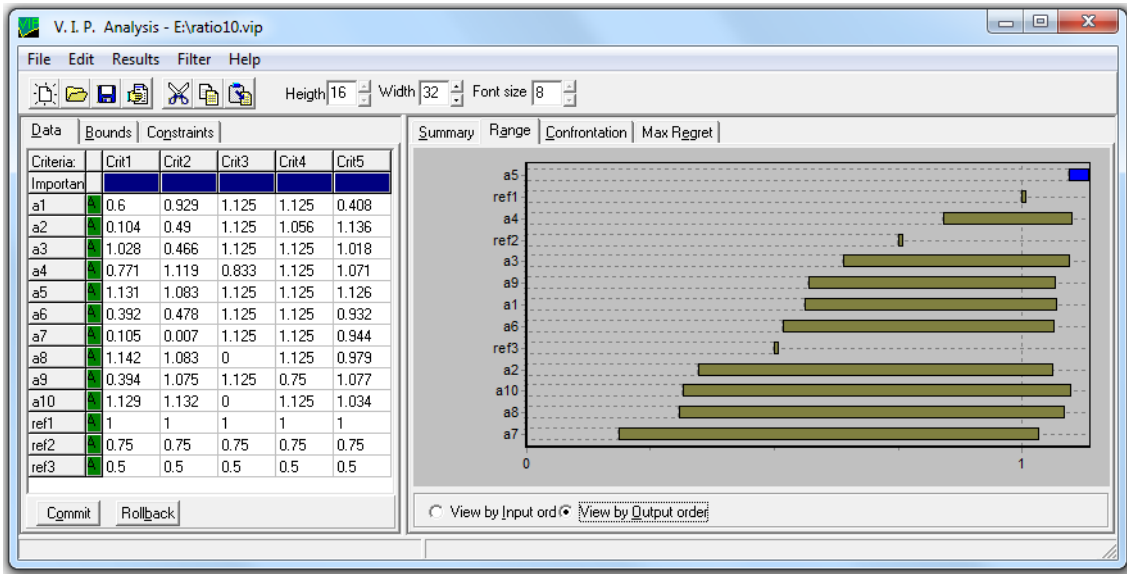 V. I. P. Analysis - E:\ratio10.vip
File Edit Results Filter Help
Heigth 16 Width 32 Font size 8
Data Bounds Constraints
Criteria: Crit1 Crit2 Crit3 Crit4 Crit5
Importan
a1 A 0.6 0.929 1.125 1.125 0.408
a2 A 0.104 0.49 1.125 1.056 1.136
a3 A 1.028 0.466 1.125 1.125 1.018
a4 A 0.771 1.119 0.833 1.125 1.071
a5 A 1.131 1.083 1.125 1.125 1.126
a6 A 0.392 0.478 1.125 1.125 0.932
a7 A 0.105 0.007 1.125 1.125 0.944
a8 A 1.142 1.083 0 1.125 0.979
a9 A 0.394 1.075 1.125 0.75 1.077
a10 A 1.129 1.132 0 1.125 1.034
ref1 A 1 1 1 1 1
ref2 A 0.75 0.75 0.75 0.75 0.75
ref3 A 0.5 0.5 0.5 0.5 0.5
Commit Rollback
Summary Range Confrontation Max Regret
a5
ref1
a4
ref2
a3
a9
a1
a6
ref3
a2
a10
a8
a7
0 1
View by Input ord View by Output order